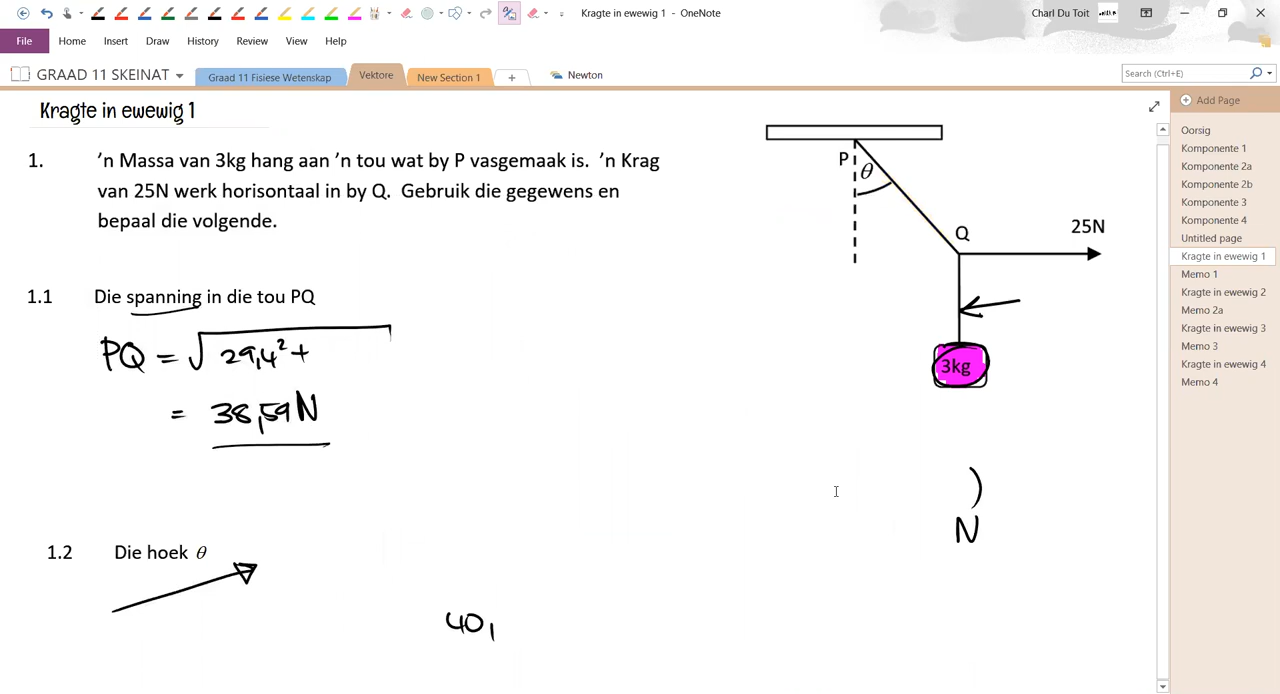 Kragte in ewewig 1 - OneNote
Charl Du Toit
File Home Insert Draw History Review View Help
GRAAD 11 SKEINAT
Graad 11 Fisiese Wetenskap
Vektore
New Section 1
Newton
Search (Ctrl+E)
Add Page
Oorsig
Komponente 1
Komponente 2a
Komponente 2b
Komponente 3
Komponente 4
Untitled page
Kragte in ewewig 1
Memo 1
Kragte in ewewig 2
Memo 2a
Kragte in ewewig 3
Memo 3
Kragte in ewewig 4
Memo 4
Kragte in ewewig 1
1. 'n Massa van 3kg hang aan 'n tou wat by P vasgemaak is. 'n Krag
van 25N werk horisontaal in by Q. Gebruik die gegewens en
bepaal die volgende.
1.1 Die spanning in die tou PQ
PQ = √29,4² +
= 38,59N
1.2 Die hoek θ
40,
P
θ
Q
25N
3kg
)
N